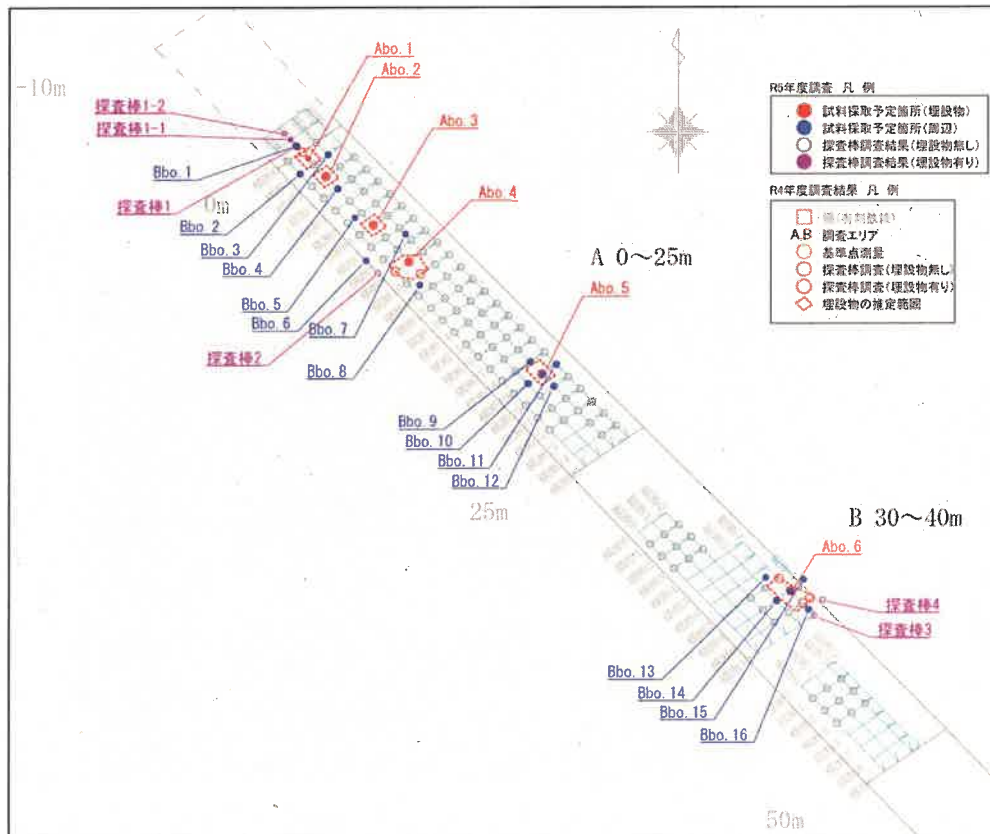 -10m
Abo. 1
Abo. 2
探査棒1-2
探査棒1-1
Abo. 3
Bbo. 1
Abo. 4
探査棒1
0m
Bbo. 2
Bbo. 3
Bbo. 4
A 0～25m
Abo. 5
Bbo. 5
Bbo. 6
Bbo. 7
探査棒2
Bbo. 8
Bbo. 9
Bbo. 10
Bbo. 11
Bbo. 12
25m
B 30～40m
Abo. 6
探査棒4
探査棒3
Bbo. 13
Bbo. 14
Bbo. 15
Bbo. 16
50m
R5年度調査 凡 例
試料採取予定箇所(埋設物)
試料採取予定箇所(周辺)
探査棒調査結果(埋設物無し)
探査棒調査結果(埋設物有り)
R4年度調査結果 凡 例
A,B 調査エリア
基準点測量
探査棒調査(埋設物無し)
探査棒調査(埋設物有り)
埋設物の推定範囲